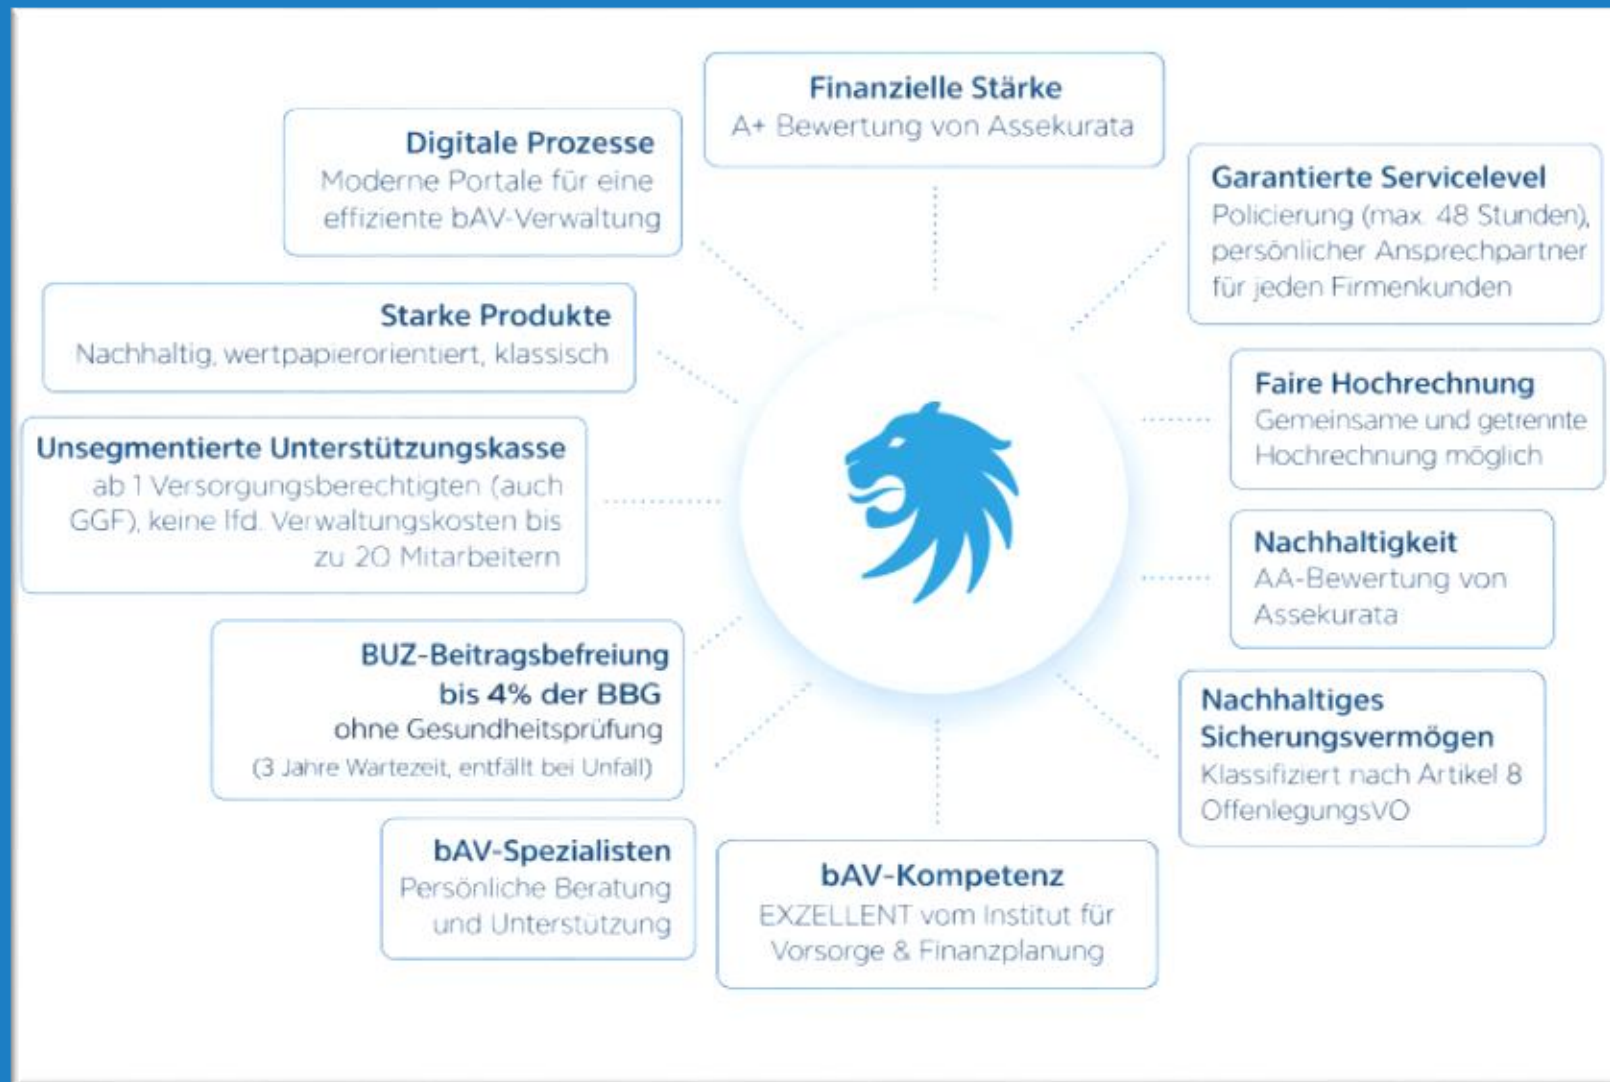 Finanzielle Stärke
A+ Bewertung von Assekurata
Digitale Prozesse
Moderne Portale für eine
effiziente bAV-Verwaltung
Garantierte Servicelevel
Policierung (max. 48 Stunden),
persönlicher Ansprechpartner
für jeden Firmenkunden
Starke Produkte
Nachhaltig, wertpapierorientiert, klassisch
Faire Hochrechnung
Gemeinsame und getrennte
Hochrechnung möglich
Unsegmentierte Unterstützungskasse
ab 1 Versorgungsberechtigten (auch
GGF), keine lfd. Verwaltungskosten bis
zu 20 Mitarbeitern
Nachhaltigkeit
AA-Bewertung von
Assekurata
BUZ-Beitragsbefreiung
bis 4% der BBG
ohne Gesundheitsprüfung
(3 Jahre Wartezeit, entfällt bei Unfall)
Nachhaltiges
Sicherungsvermögen
Klassifiziert nach Artikel 8
OffenlegungsVO
bAV-Spezialisten
Persönliche Beratung
und Unterstützung
bAV-Kompetenz
EXZELLENT vom Institut für
Vorsorge & Finanzplanung